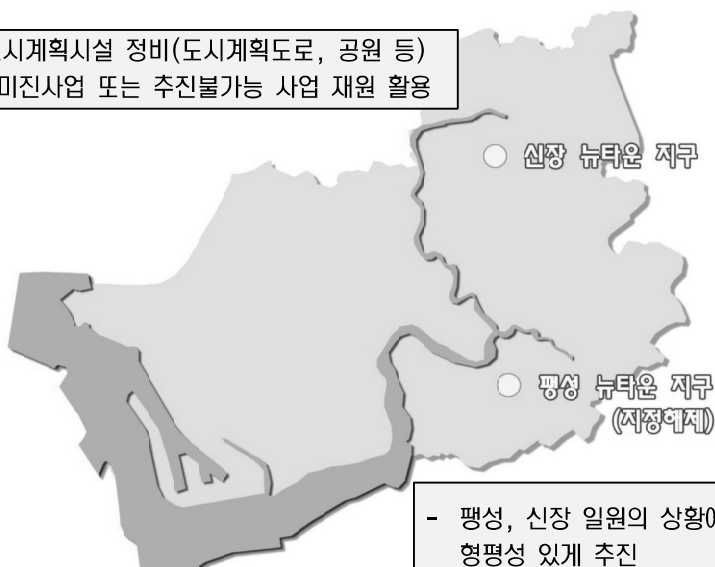 시계획시설 정비(도시계획도로, 공원 등)
미진사업 또는 추진불가능 사업 재원 활용
신장 뉴타운 지구
팽성 뉴타운 지구
(지정해제)
- 팽성, 신장 일원의
형평성 있게 추진